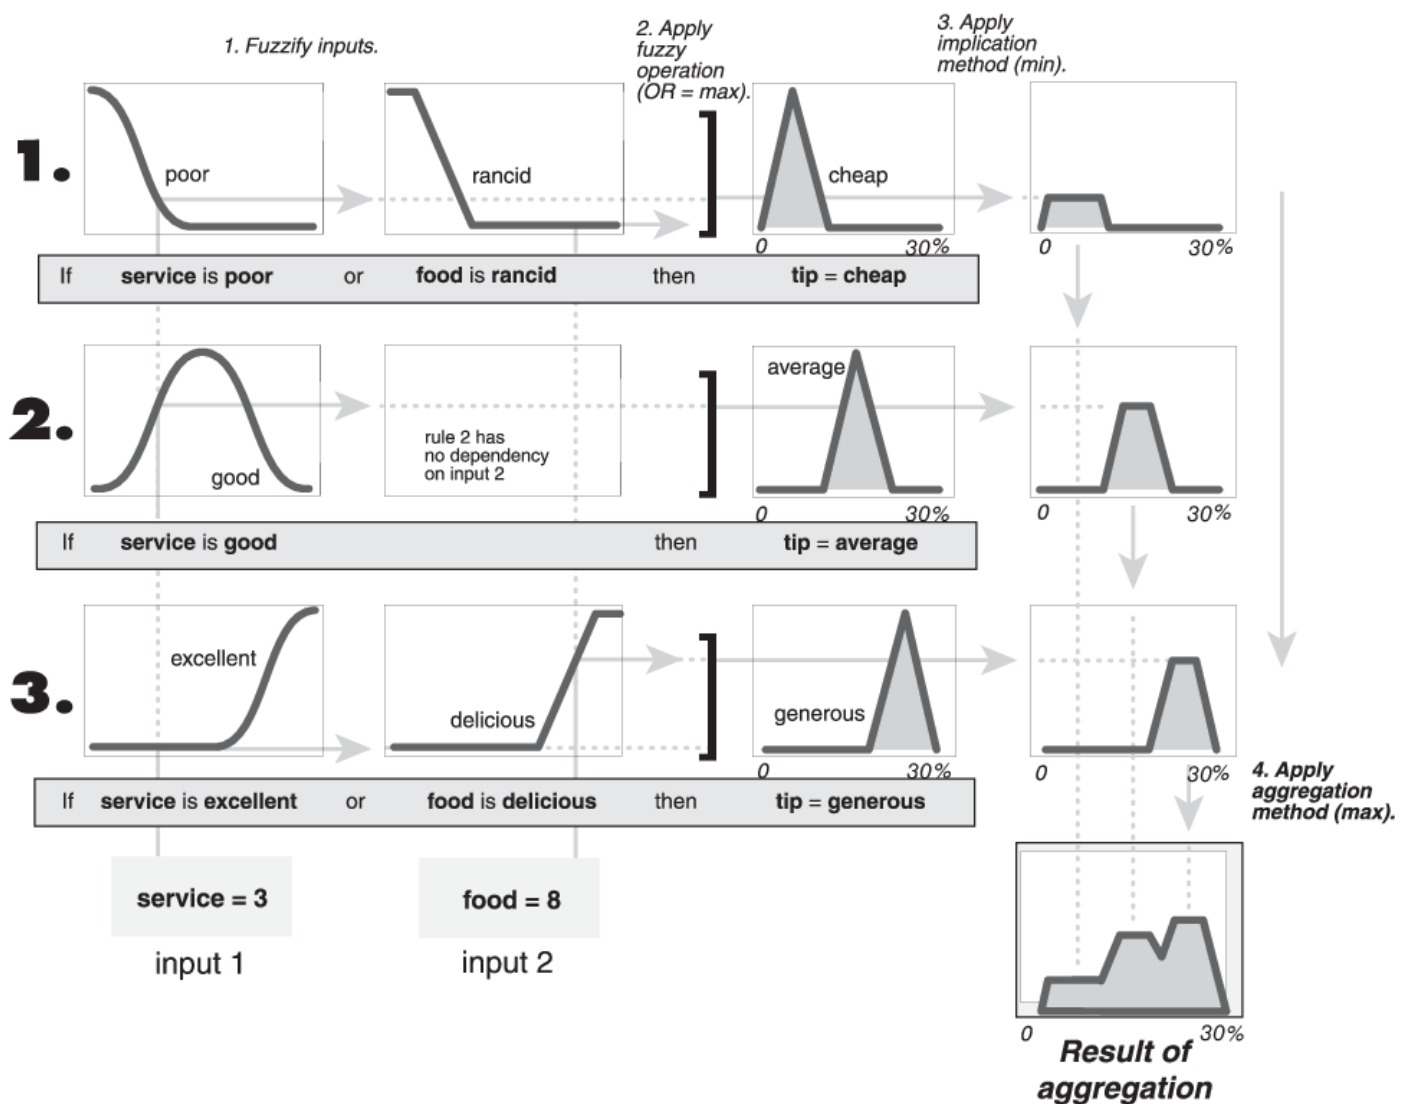 1. Fuzzify inputs.
2. Apply
fuzzy
operation
(OR = max).
3. Apply
implication
method (min).
1.
poor
rancid
cheap
0
30%
0
30%
If service is poor or food is rancid then tip = cheap
2.
good
rule 2 has
no dependency
on input 2
average
0
30%
0
30%
If service is good then tip = average
3.
excellent
delicious
generous
0
30%
0
30%
If service is excellent or food is delicious then tip = generous
4. Apply
aggregation
method (max).
service = 3
food = 8
input 1
input 2
0
30%
Result of
aggregation